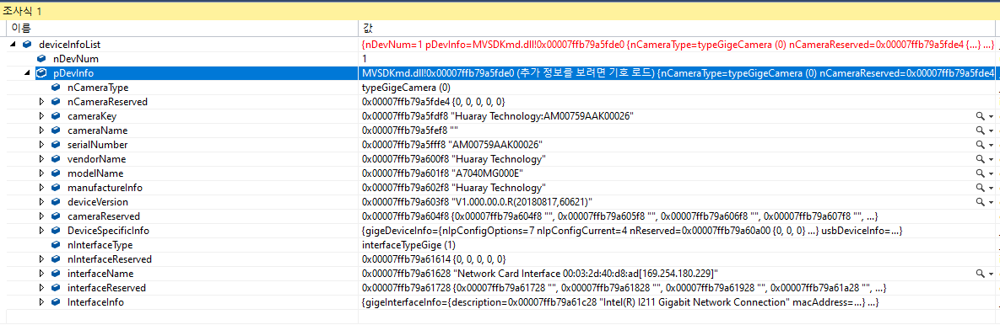 조사식 1
이름 값
deviceInfoList {nDevNum=1 pDevInfo=MVSDKmd.dll!0x00007ffb79a5fde0 {nCameraType=typeGigeCamera (0) nCameraReserved=0x00007ffb79a5fde4 {...} ...}
nDevNum 1
pDevInfo MVSDKmd.dll!0x00007ffb79a5fde0 (추가 정보를 보려면 기호 로드) {nCameraType=typeGigeCamera (0) nCameraReserved=0x00007ffb79a5fde4
nCameraType typeGigeCamera (0)
nCameraReserved 0x00007ffb79a5fde4 {0, 0, 0, 0, 0}
cameraKey 0x00007ffb79a5fdf8 "Huaray Technology:AM00759AAK00026"
cameraName 0x00007ffb79a5fef8 ""
serialNumber 0x00007ffb79a5fff8 "AM00759AAK00026"
vendorName 0x00007ffb79a600f8 "Huaray Technology"
modelName 0x00007ffb79a601f8 "A7040MG000E"
manufactureInfo 0x00007ffb79a602f8 "Huaray Technology"
deviceVersion 0x00007ffb79a603f8 "V1.000.00.0.R(20180817,60621)"
cameraReserved 0x00007ffb79a604f8 {0x00007ffb79a604f8 "", 0x00007ffb79a605f8 "", 0x00007ffb79a606f8 "", 0x00007ffb79a607f8 "", ...}
DeviceSpecificInfo {gigeDeviceInfo={nIpConfigOptions=7 nIpConfigCurrent=4 nReserved=0x00007ffb79a60a00 {0, 0, 0} ...} usbDeviceInfo=...}
nInterfaceType interfaceTypeGige (1)
nInterfaceReserved 0x00007ffb79a61614 {0, 0, 0, 0, 0}
interfaceName 0x00007ffb79a61628 "Network Card Interface 00:03:2d:40:d8:ad[169.254.180.229]"
interfaceReserved 0x00007ffb79a61728 {0x00007ffb79a61728 "", 0x00007ffb79a61828 "", 0x00007ffb79a61928 "", 0x00007ffb79a61a28 "", ...}
InterfaceInfo {gigeInterfaceInfo={description=0x00007ffb79a61c28 "Intel(R) I211 Gigabit Network Connection" macAddress=...} ...}